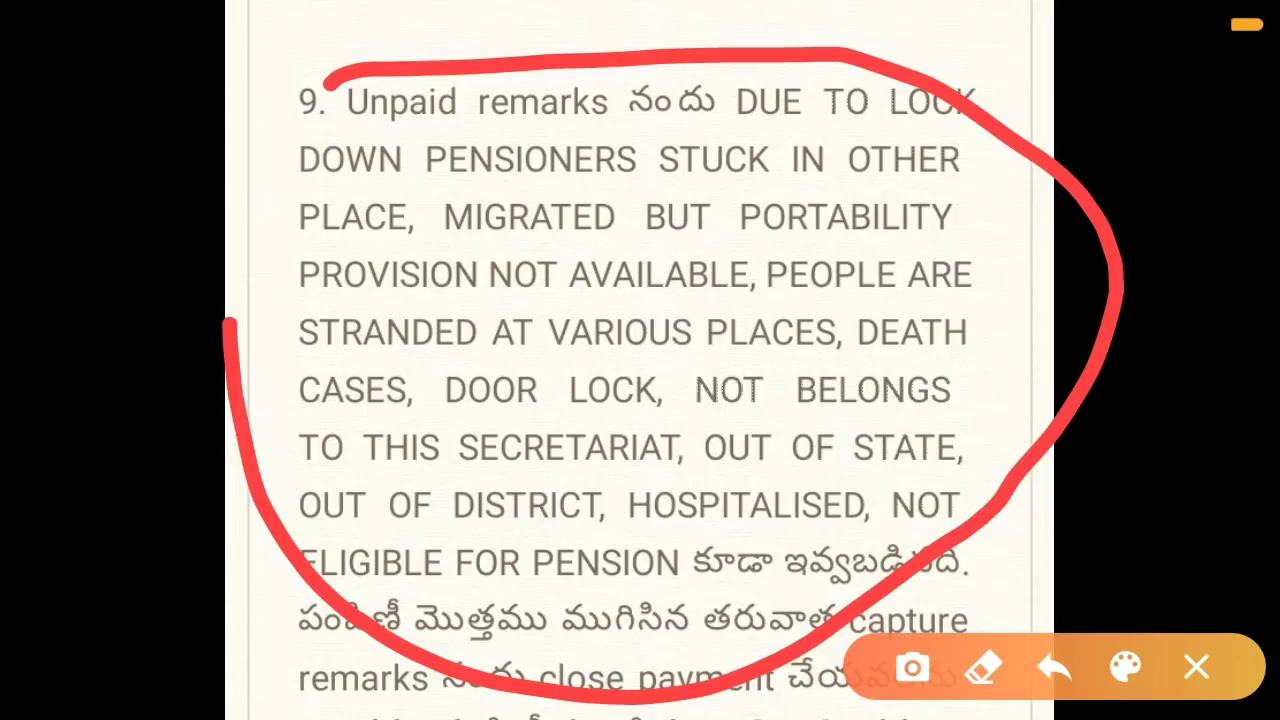 9. Unpaid remarks నందు DUE TO LOCK
DOWN PENSIONERS STUCK IN OTHER
PLACE, MIGRATED BUT PORTABILITY
PROVISION NOT AVAILABLE, PEOPLE ARE
STRANDED AT VARIOUS PLACES, DEATH
CASES, DOOR LOCK, NOT BELONGS
TO THIS SECRETARIAT, OUT OF STATE,
OUT OF DISTRICT, HOSPITALISED, NOT
ELIGIBLE FOR PENSION కూడా ఇవ్వబడినది.
పంపిణీ మొత్తము ముగిసిన తరువాత capture
remarks నందు close payment